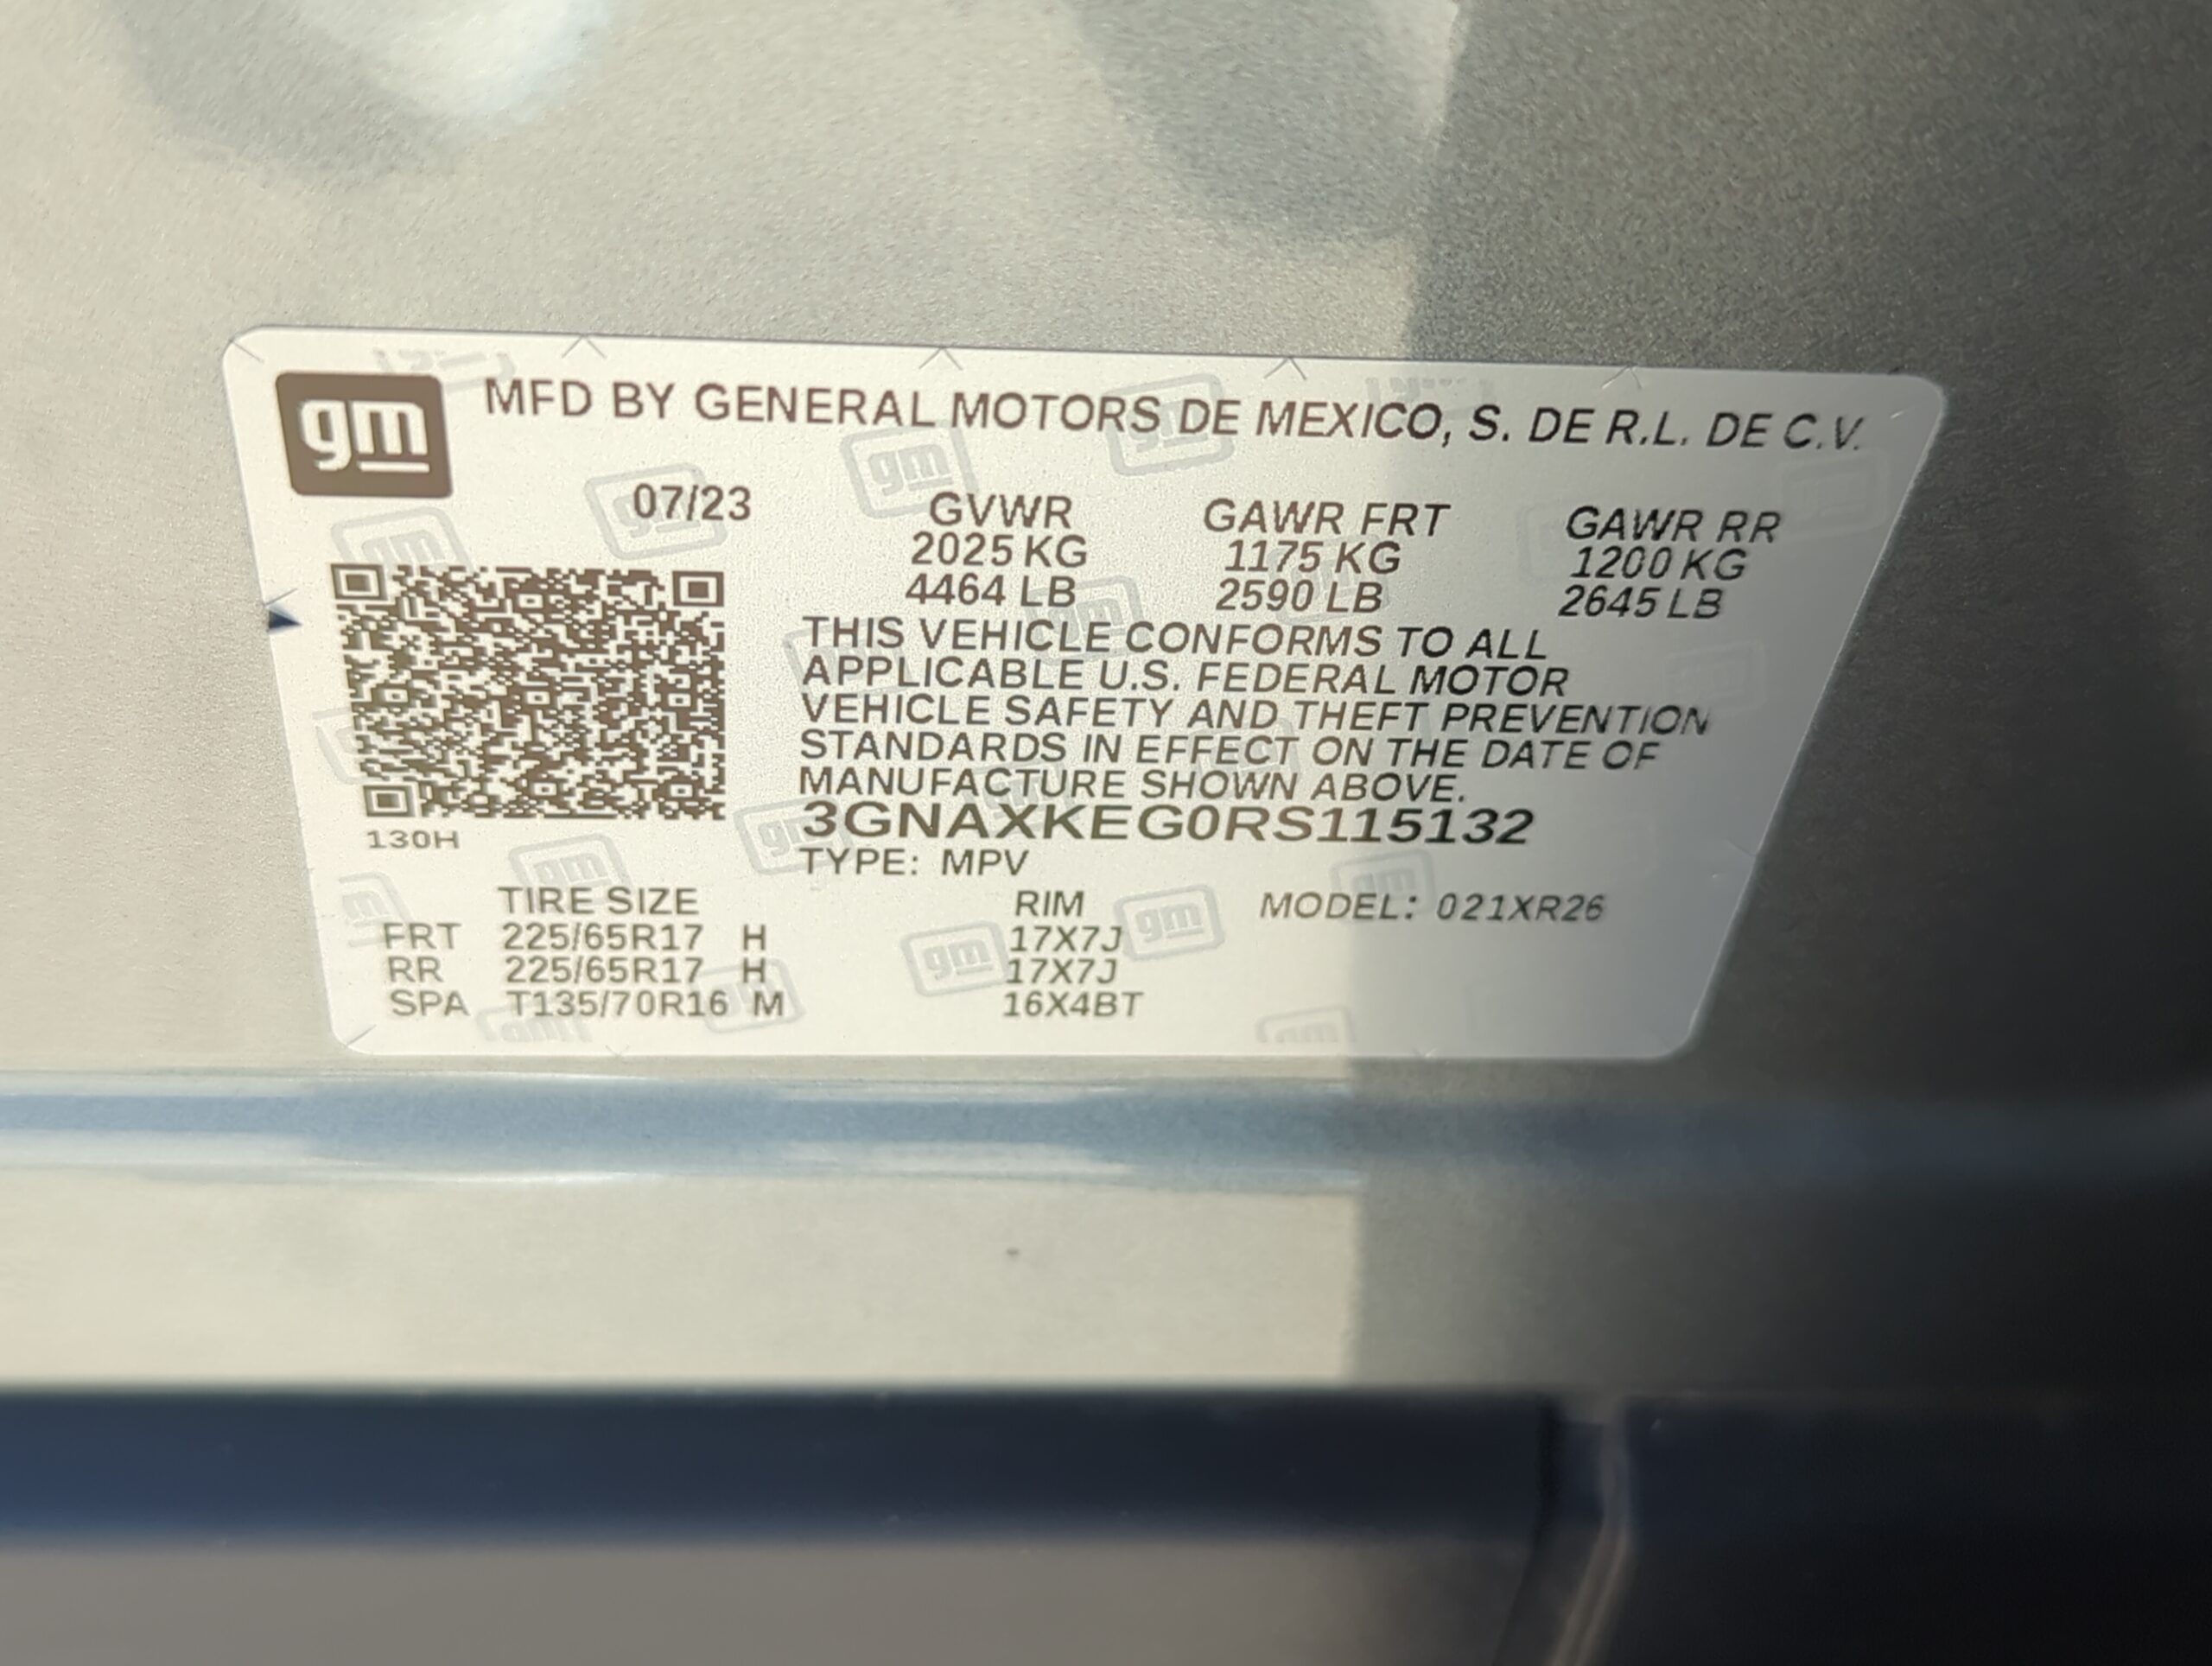 gm MFD BY GENERAL MOTORS DE MEXICO, S. DE R.L. DE C.V.
07/23 GVWR GAWR FRT GAWR RR
2025 KG 1175 KG 1200 KG
4464 LB 2590 LB 2645 LB
THIS VEHICLE CONFORMS TO ALL
APPLICABLE U.S. FEDERAL MOTOR
VEHICLE SAFETY AND THEFT PREVENTION
STANDARDS IN EFFECT ON THE DATE OF
MANUFACTURE SHOWN ABOVE.
3GNAXKEG0RS115132
130H
TYPE: MPV
TIRE SIZE RIM MODEL: 021XR26
FRT 225/65R17 H 17X7J
RR 225/65R17 H 17X7J
SPA T135/70R16 M 16X4BT